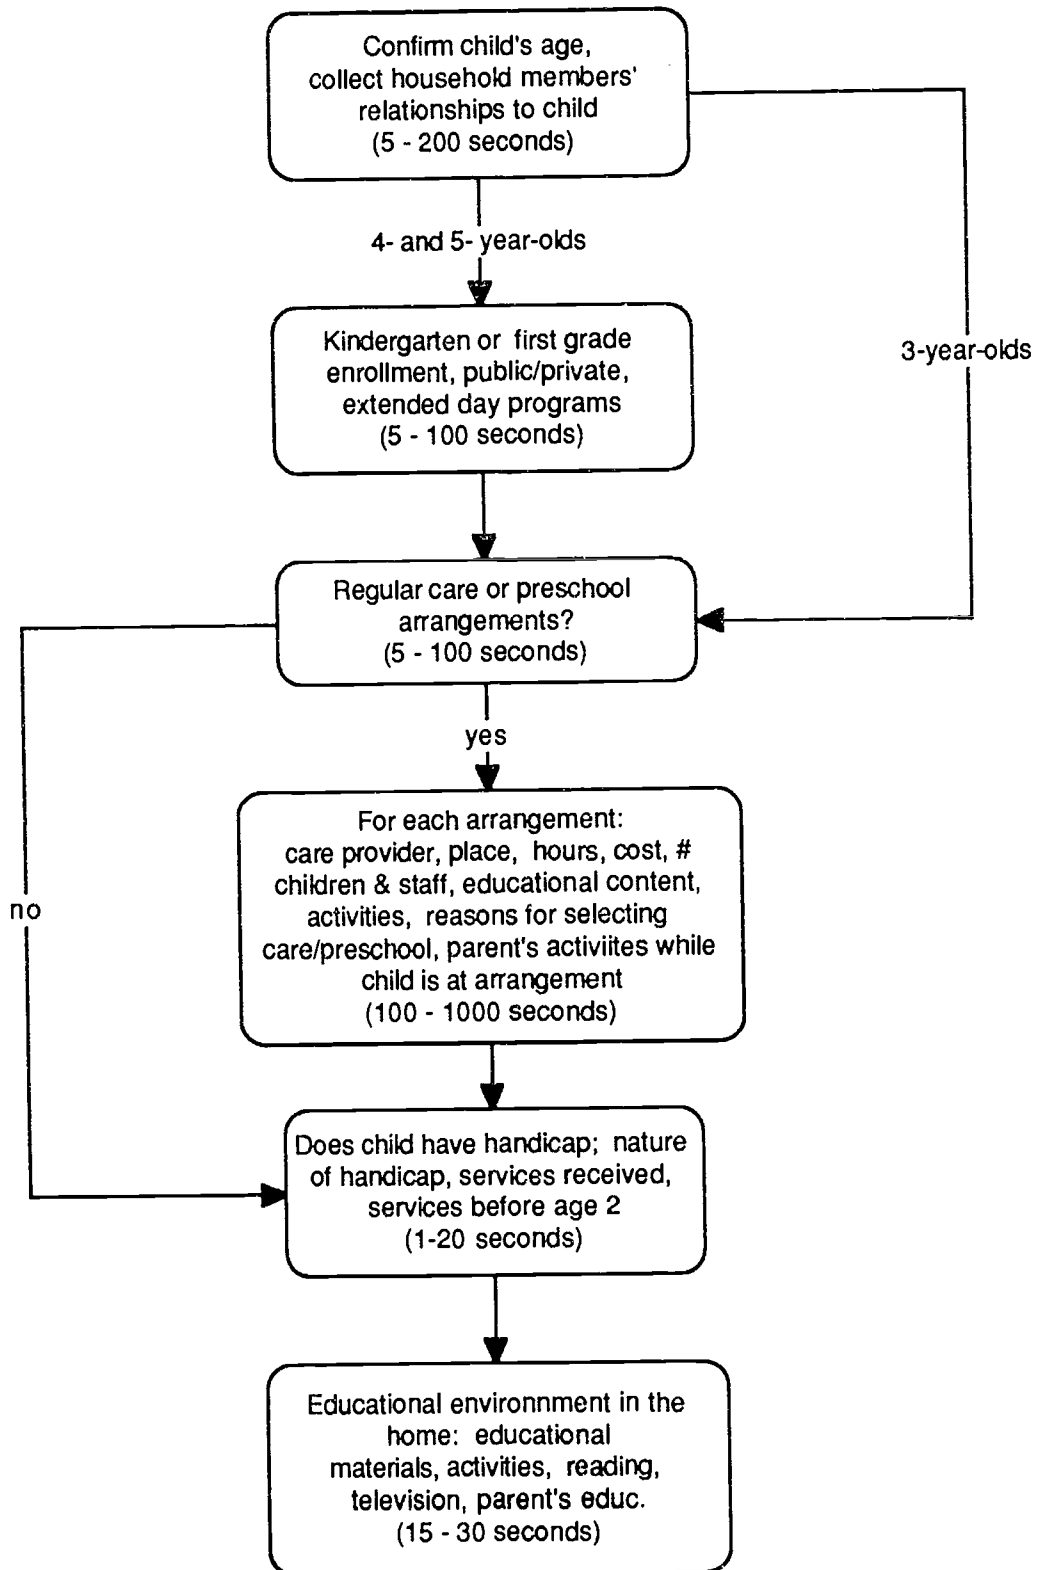 Confirm child's age,
collect household members'
relationships to child
(5 - 200 seconds)
4- and 5- year-olds
3-year-olds
Kindergarten or first grade
enrollment, public/private,
extended day programs
(5 - 100 seconds)
Regular care or preschool
arrangements?
(5 - 100 seconds)
yes
no
For each arrangement:
care provider, place, hours, cost, #
children & staff, educational content,
activities, reasons for selecting
care/preschool, parent's activiites while
child is at arrangement
(100 - 1000 seconds)
Does child have handicap; nature
of handicap, services received,
services before age 2
(1-20 seconds)
Educational environnment in the
home: educational
materials, activities, reading,
television, parent's educ.
(15 - 30 seconds)